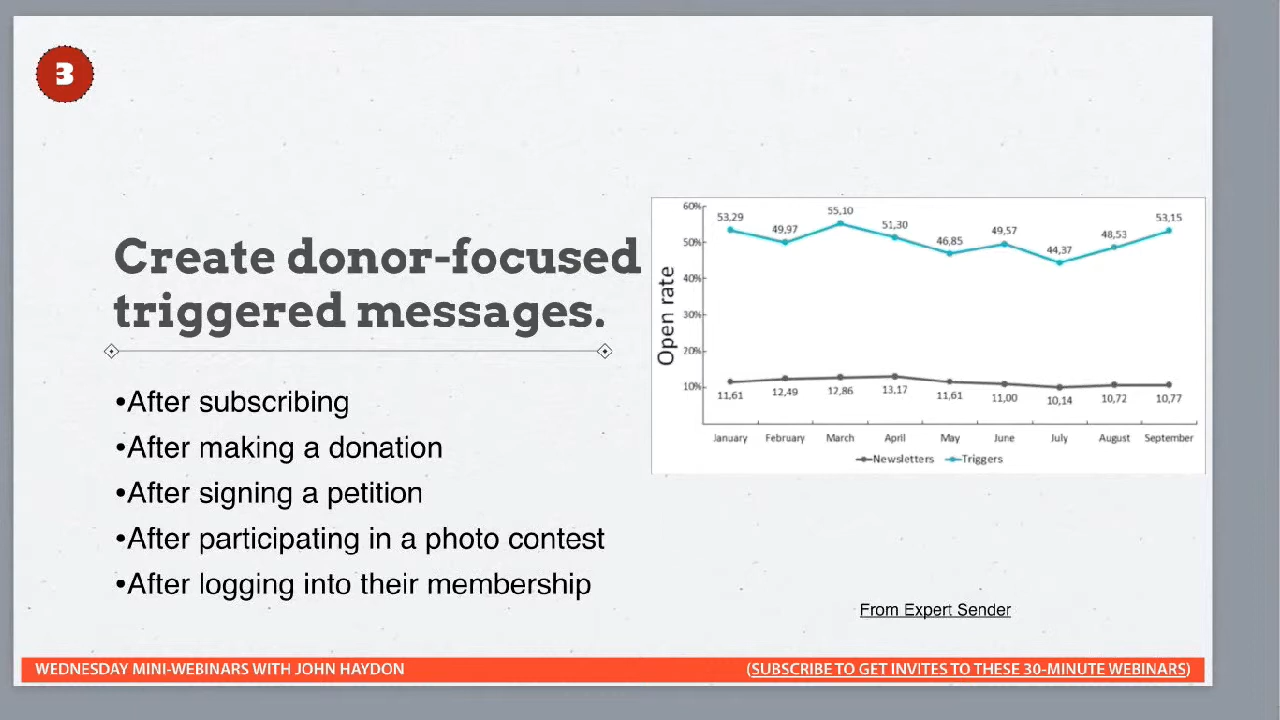 3
Create donor-focused
triggered messages.
•After subscribing
•After making a donation
•After signing a petition
•After participating in a photo contest
•After logging into their membership
Open rate
60%
50%
40%
30%
20%
10%
53,29 49,97 55,10 51,30 46,85 49,57 44,37 48,53 53,15
11,61 12,49 12,86 13,17 11,61 11,00 10,14 10,72 10,77
January February March April May June July August September
Newsletters Triggers
From Expert Sender
WEDNESDAY MINI-WEBINARS WITH JOHN HAYDON
(SUBSCRIBE TO GET INVITES TO THESE 30-MINUTE WEBINARS)